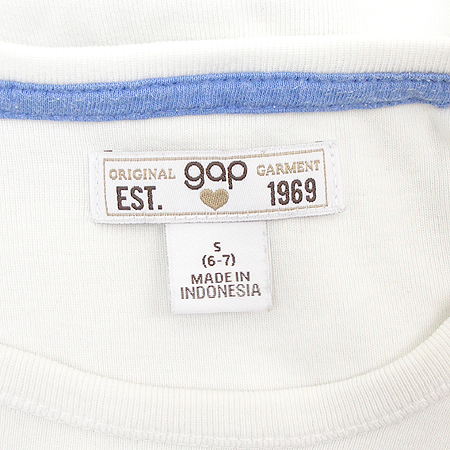 ORIGINAL gap GARMENT
EST. 1969
S
(6-7)
MADE IN
INDONESIA